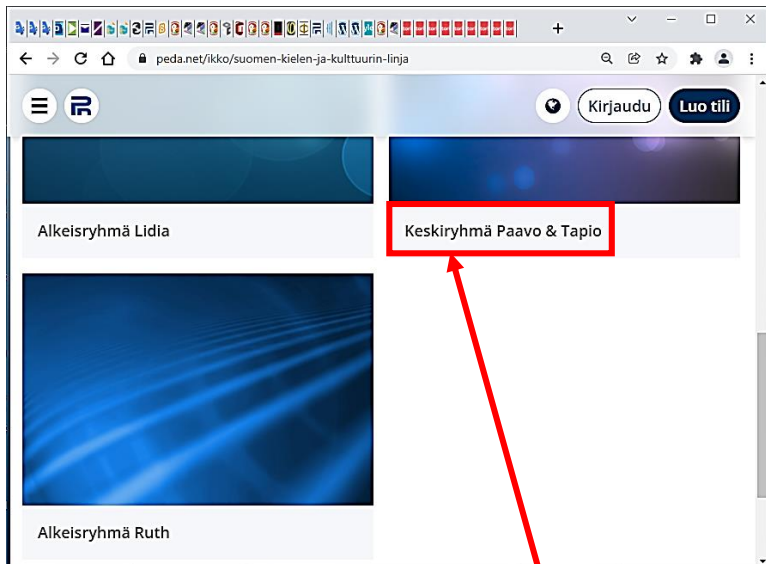 peda.net/ikko/suomen-kielen-ja-kulttuurin-linja
Kirjaudu
Luo tili
Alkeisryhmä Lidia
Keskiryhmä Paavo & Tapio
Alkeisryhmä Ruth